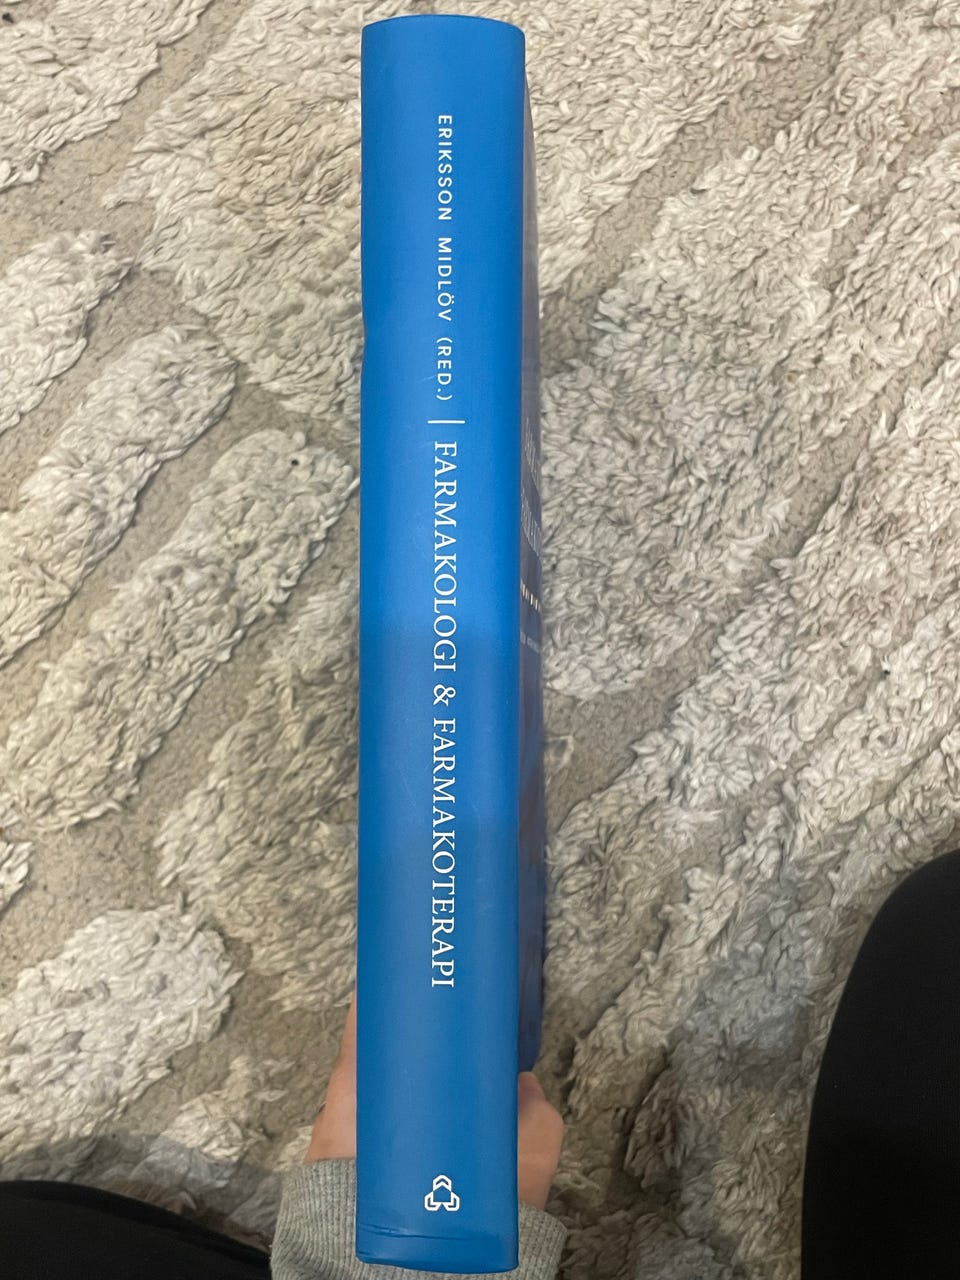 ERIKSSON MIDLÖV (RED.) | FARMAKOLOGI & FARMAKOTERAPI